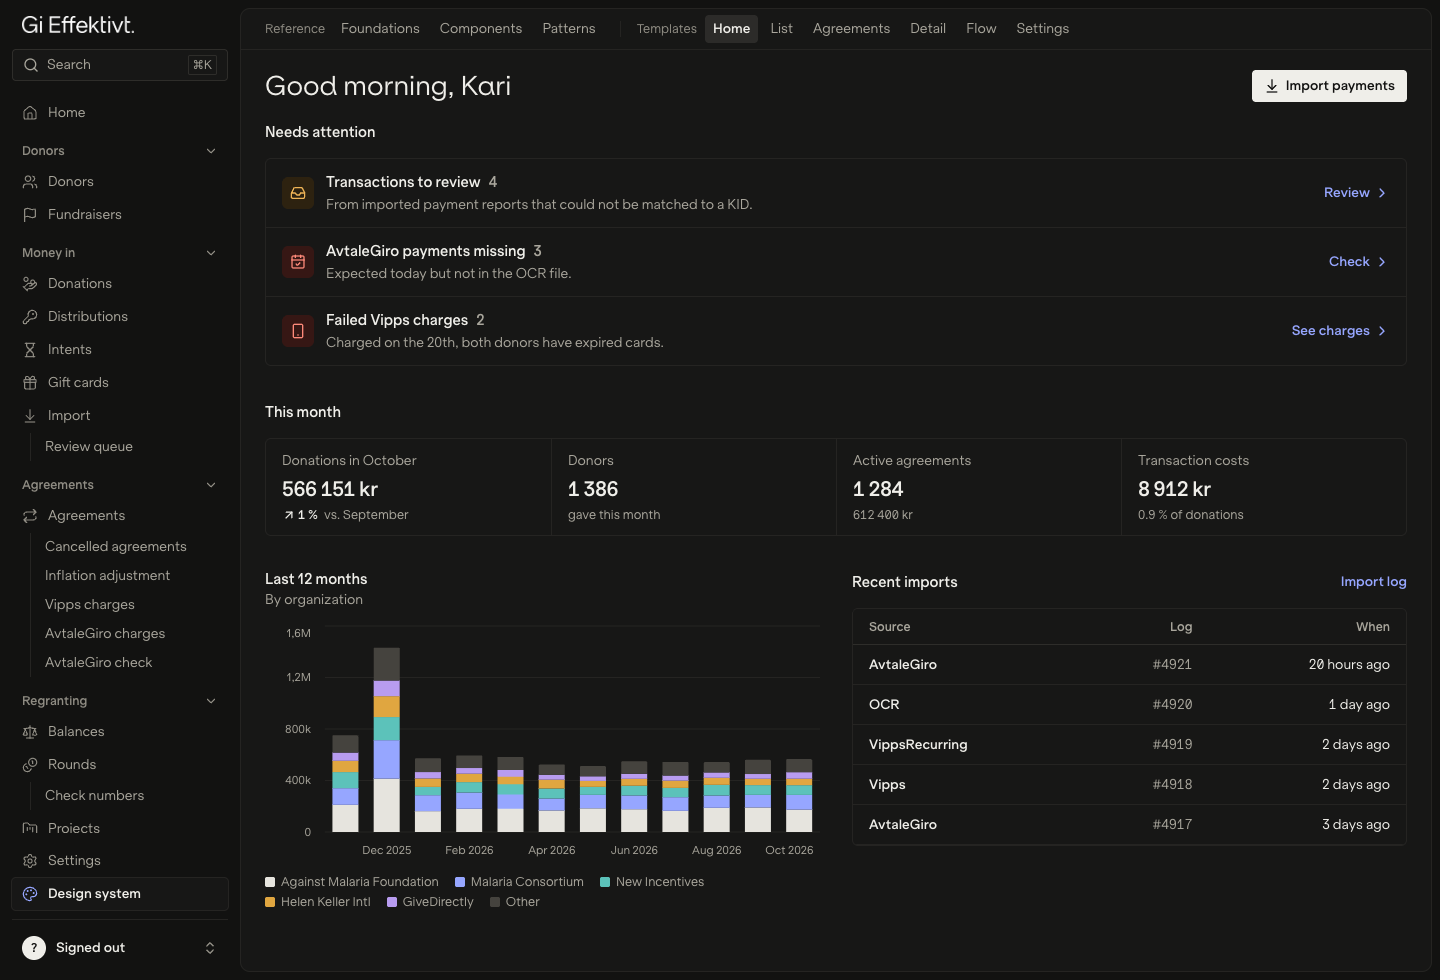 Gi Effektivt.
Search ⌘K
Home
Donors
Donors
Fundraisers
Money in
Donations
Distributions
Intents
Gift cards
Import
Review queue
Agreements
Agreements
Cancelled agreements
Inflation adjustment
Vipps charges
AvtaleGiro charges
AvtaleGiro check
Regranting
Balances
Rounds
Check numbers
Projects
Settings
Design system
? Signed out
Reference Foundations Components Patterns Templates Home List Agreements Detail Flow Settings
Good morning, Kari
Import payments
Needs attention
Transactions to review 4
From imported payment reports that could not be matched to a KID.
Review
AvtaleGiro payments missing 3
Expected today but not in the OCR file.
Check
Failed Vipps charges 2
Charged on the 20th, both donors have expired cards.
See charges
This month
Donations in October
566 151 kr
1 % vs. September
Donors
1 386
gave this month
Active agreements
1 284
612 400 kr
Transaction costs
8 912 kr
0.9 % of donations
Last 12 months
By organization
1,6M
1,2M
800k
400k
0
Dec 2025 Feb 2026 Apr 2026 Jun 2026 Aug 2026 Oct 2026
Against Malaria Foundation Malaria Consortium New Incentives
Helen Keller Intl GiveDirectly Other
Recent imports
Import log
Source Log When
AvtaleGiro #4921 20 hours ago
OCR #4920 1 day ago
VippsRecurring #4919 2 days ago
Vipps #4918 2 days ago
AvtaleGiro #4917 3 days ago